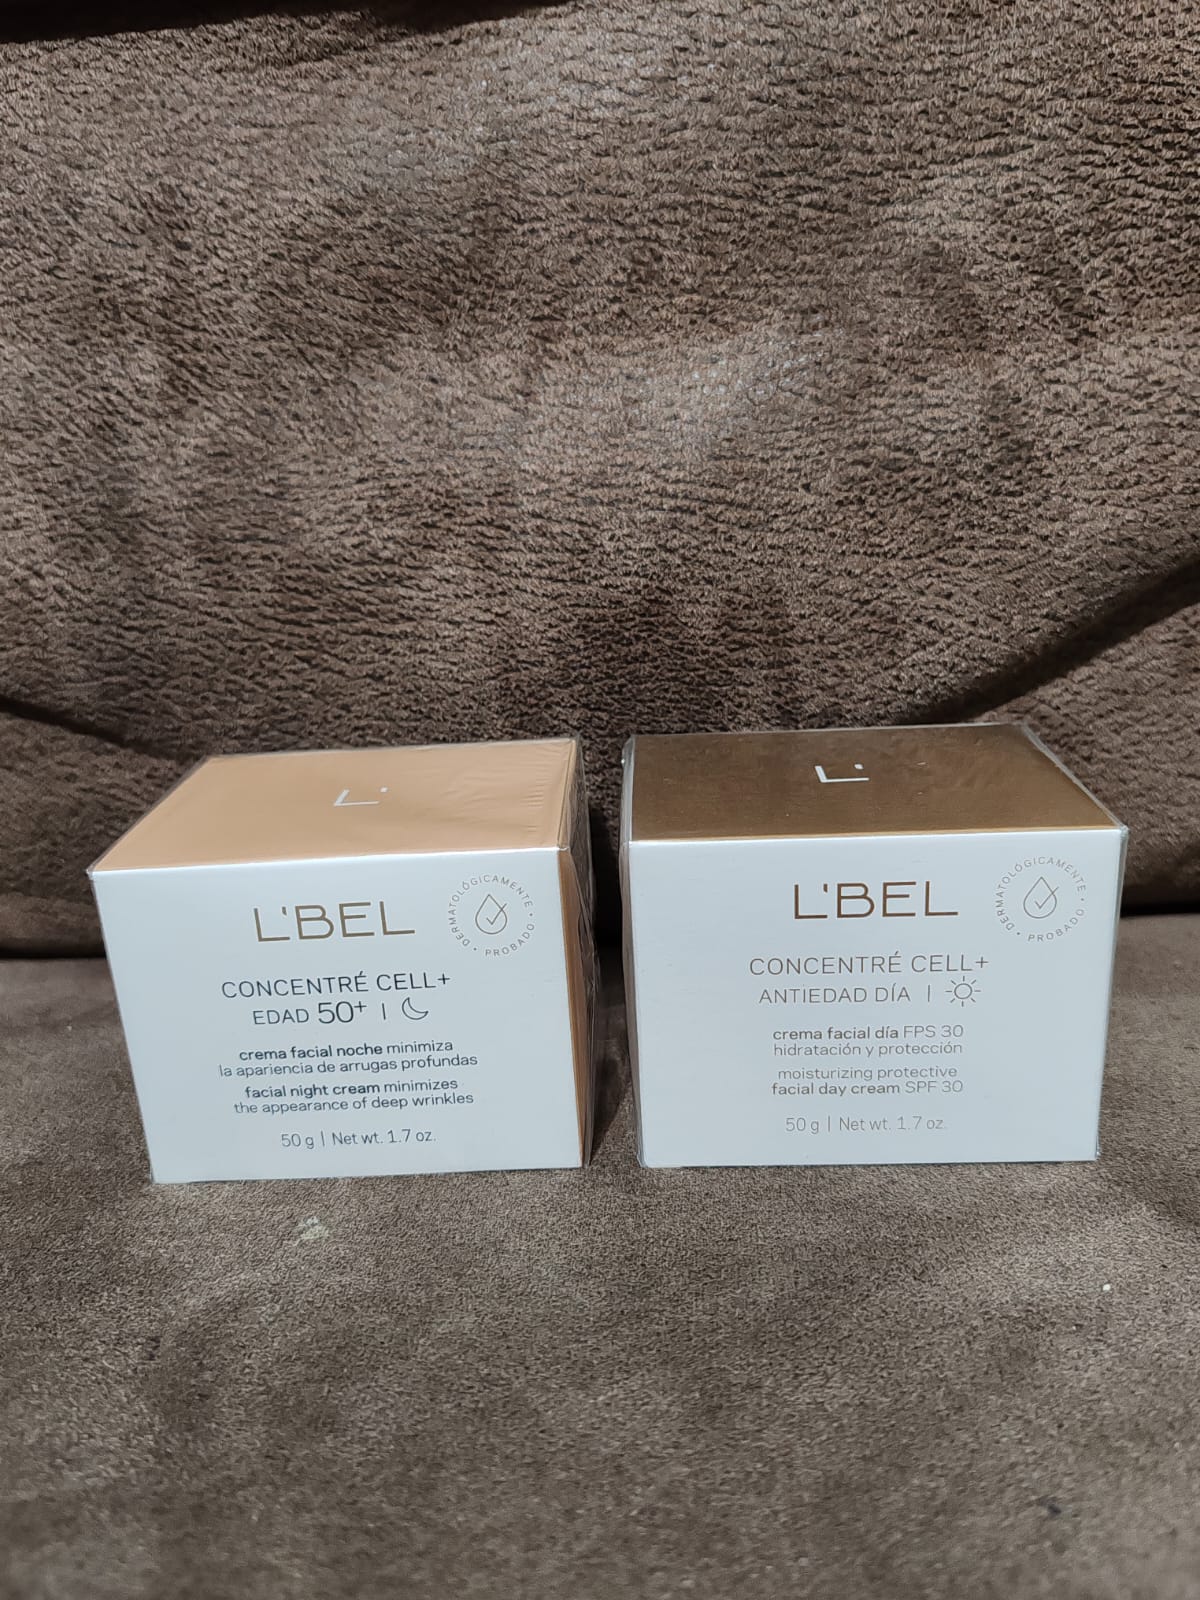 L'BEL
DERMATOLÓGICAMENTE • PROBADO •
CONCENTRÉ CELL+
EDAD 50+ |
crema facial noche minimiza
la apariencia de arrugas profundas
facial night cream minimizes
the appearance of deep wrinkles
50 g | Net wt. 1.7 oz.
L'BEL
DERMATOLÓGICAMENTE • PROBADO •
CONCENTRÉ CELL+
ANTIEDAD DÍA |
crema facial día FPS 30
hidratación y protección
moisturizing protective
facial day cream SPF 30
50 g | Net wt. 1.7 oz.